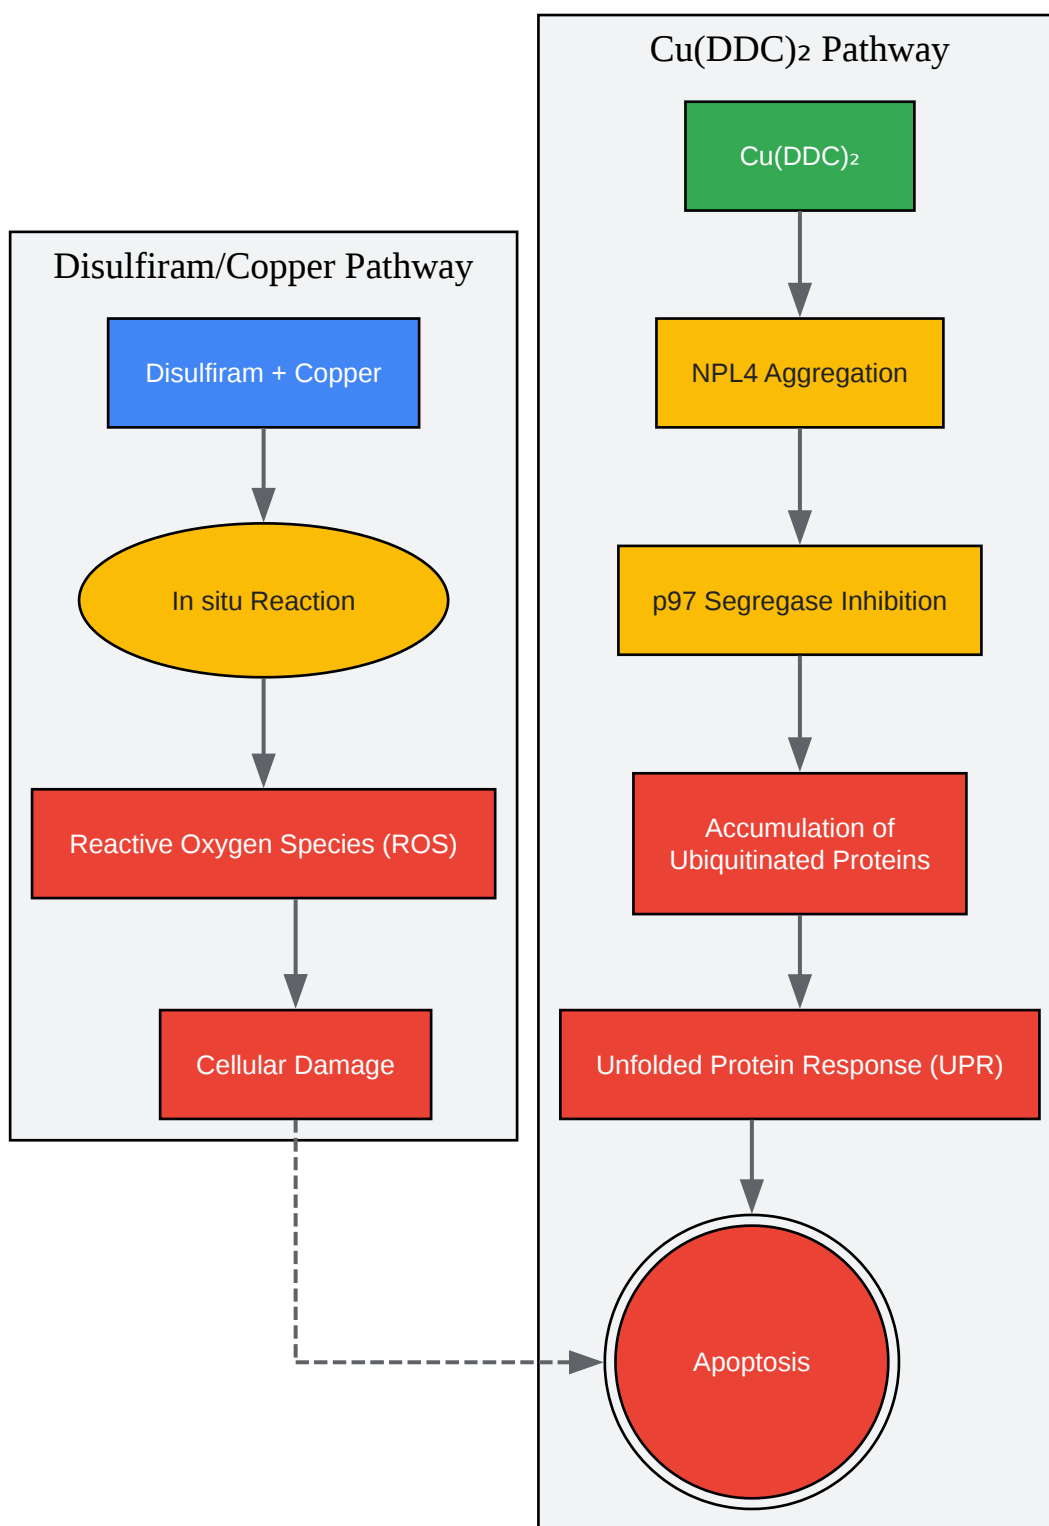 Disulfiram/Copper Pathway
Disulfiram + Copper
In situ Reaction
Reactive Oxygen Species (ROS)
Cellular Damage
Cu(DDC)₂ Pathway
Cu(DDC)₂
NPL4 Aggregation
p97 Segregase Inhibition
Accumulation of
Ubiquitinated Proteins
Unfolded Protein Response (UPR)
Apoptosis